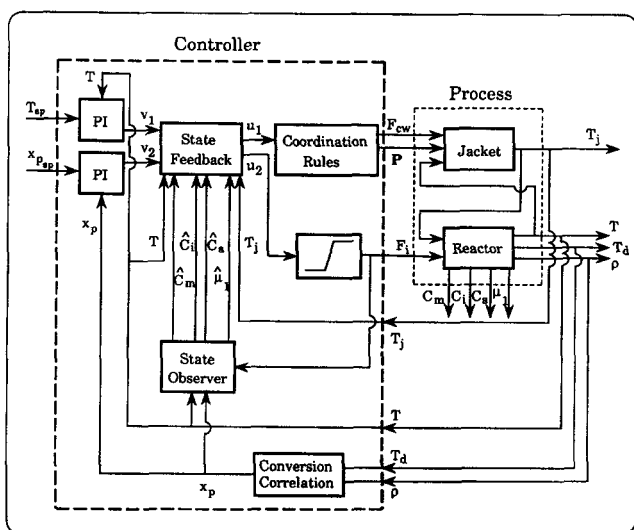 Controller
Process
T
T_sp
PI
v_1
x_p_sp
PI
v_2
State
Feedback
u_1
u_2
Coordination
Rules
F_cw
P
Jacket
T_j
x_p
T
Ĉ_m
Ĉ_i
Ĉ_a
μ̂_1
T_j
F_i
Reactor
T
T_d
ρ
C_m
C_i
C_a
μ_1
T_j
State
Observer
T
x_p
Conversion
Correlation
T_d
ρ